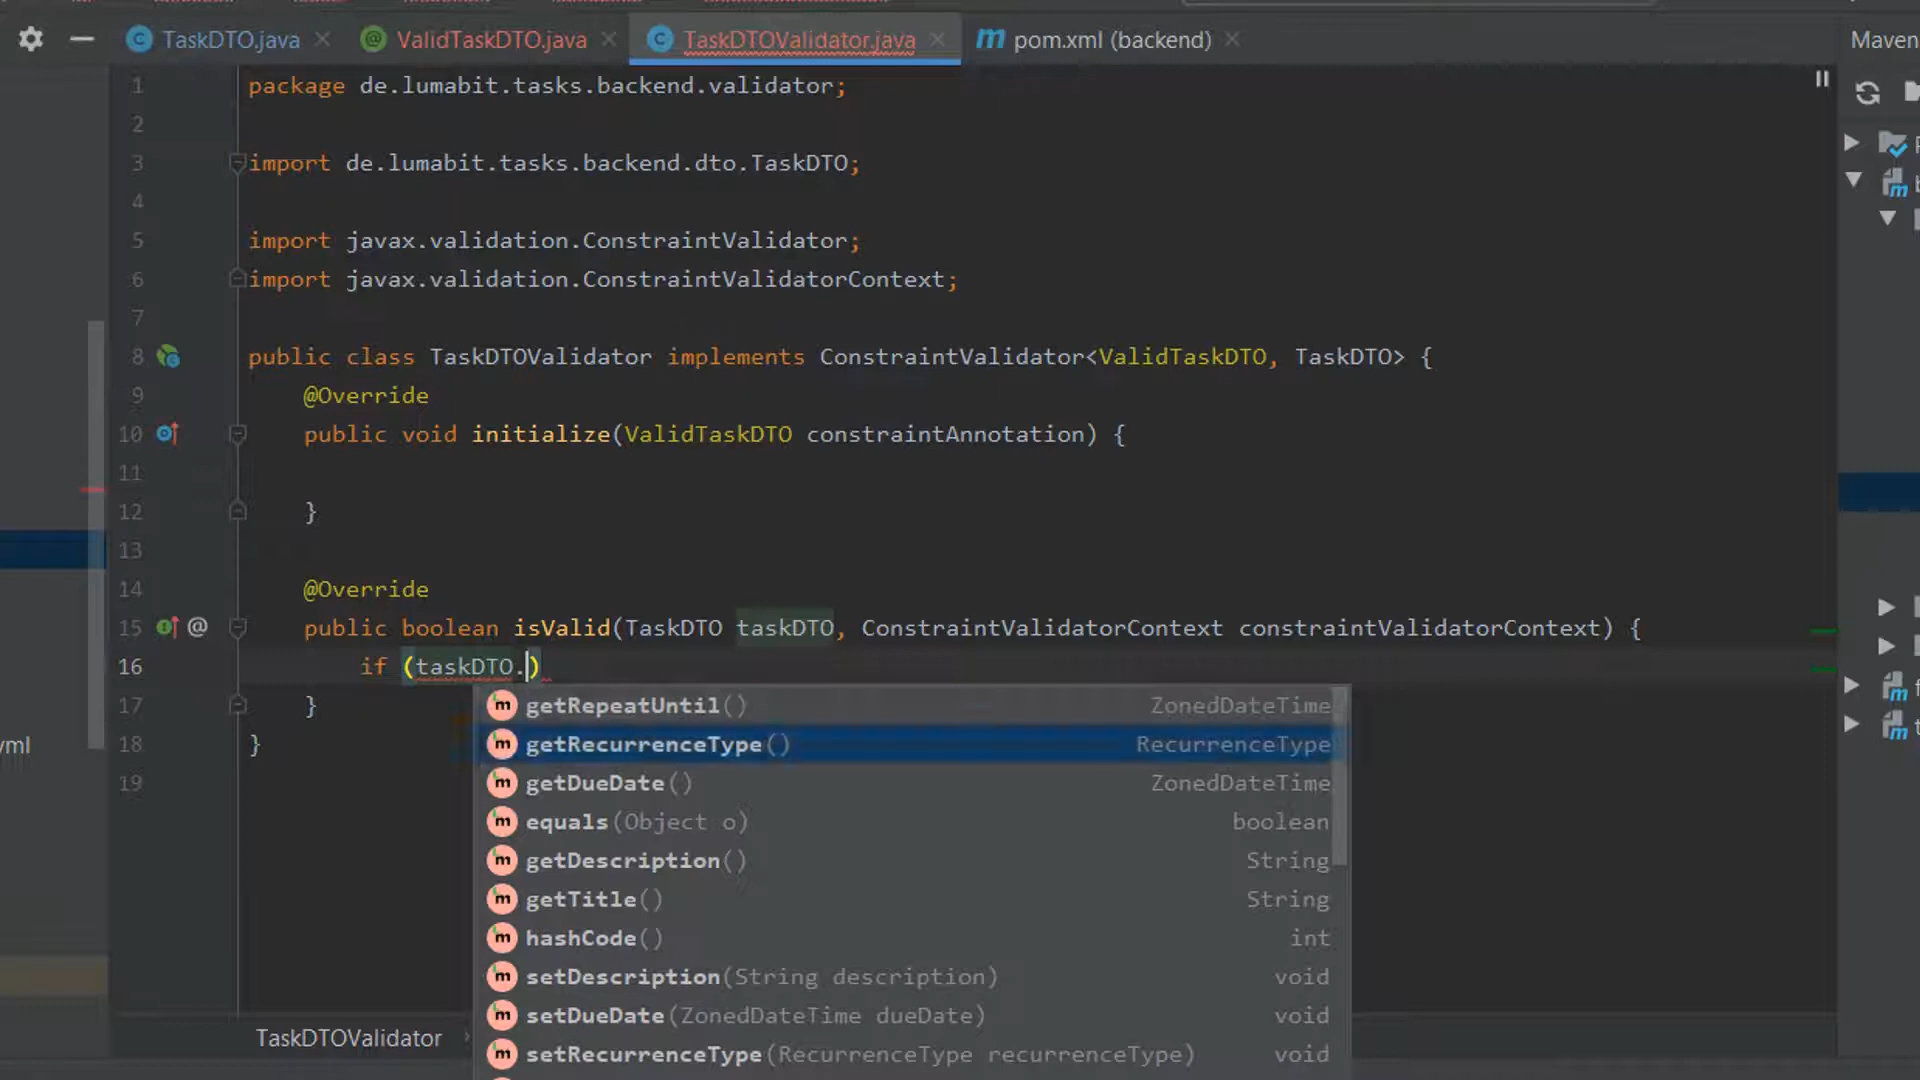 TaskDTO.java ValidTaskDTO.java TaskDTOValidator.java pom.xml (backend) Maven
1 package de.lumabit.tasks.backend.validator;
2
3 import de.lumabit.tasks.backend.dto.TaskDTO;
4
5 import javax.validation.ConstraintValidator;
6 import javax.validation.ConstraintValidatorContext;
7
8 public class TaskDTOValidator implements ConstraintValidator<ValidTaskDTO, TaskDTO> {
9 @Override
10 public void initialize(ValidTaskDTO constraintAnnotation) {
11
12 }
13
14 @Override
15 @ public boolean isValid(TaskDTO taskDTO, ConstraintValidatorContext constraintValidatorContext) {
16 if (taskDTO.)
17 }
18 }
19
getRepeatUntil() ZonedDateTime
getRecurrenceType() RecurrenceType
getDueDate() ZonedDateTime
equals(Object o) boolean
getDescription() String
getTitle() String
hashCode() int
setDescription(String description) void
setDueDate(ZonedDateTime dueDate) void
setRecurrenceType(RecurrenceType recurrenceType) void
TaskDTOValidator